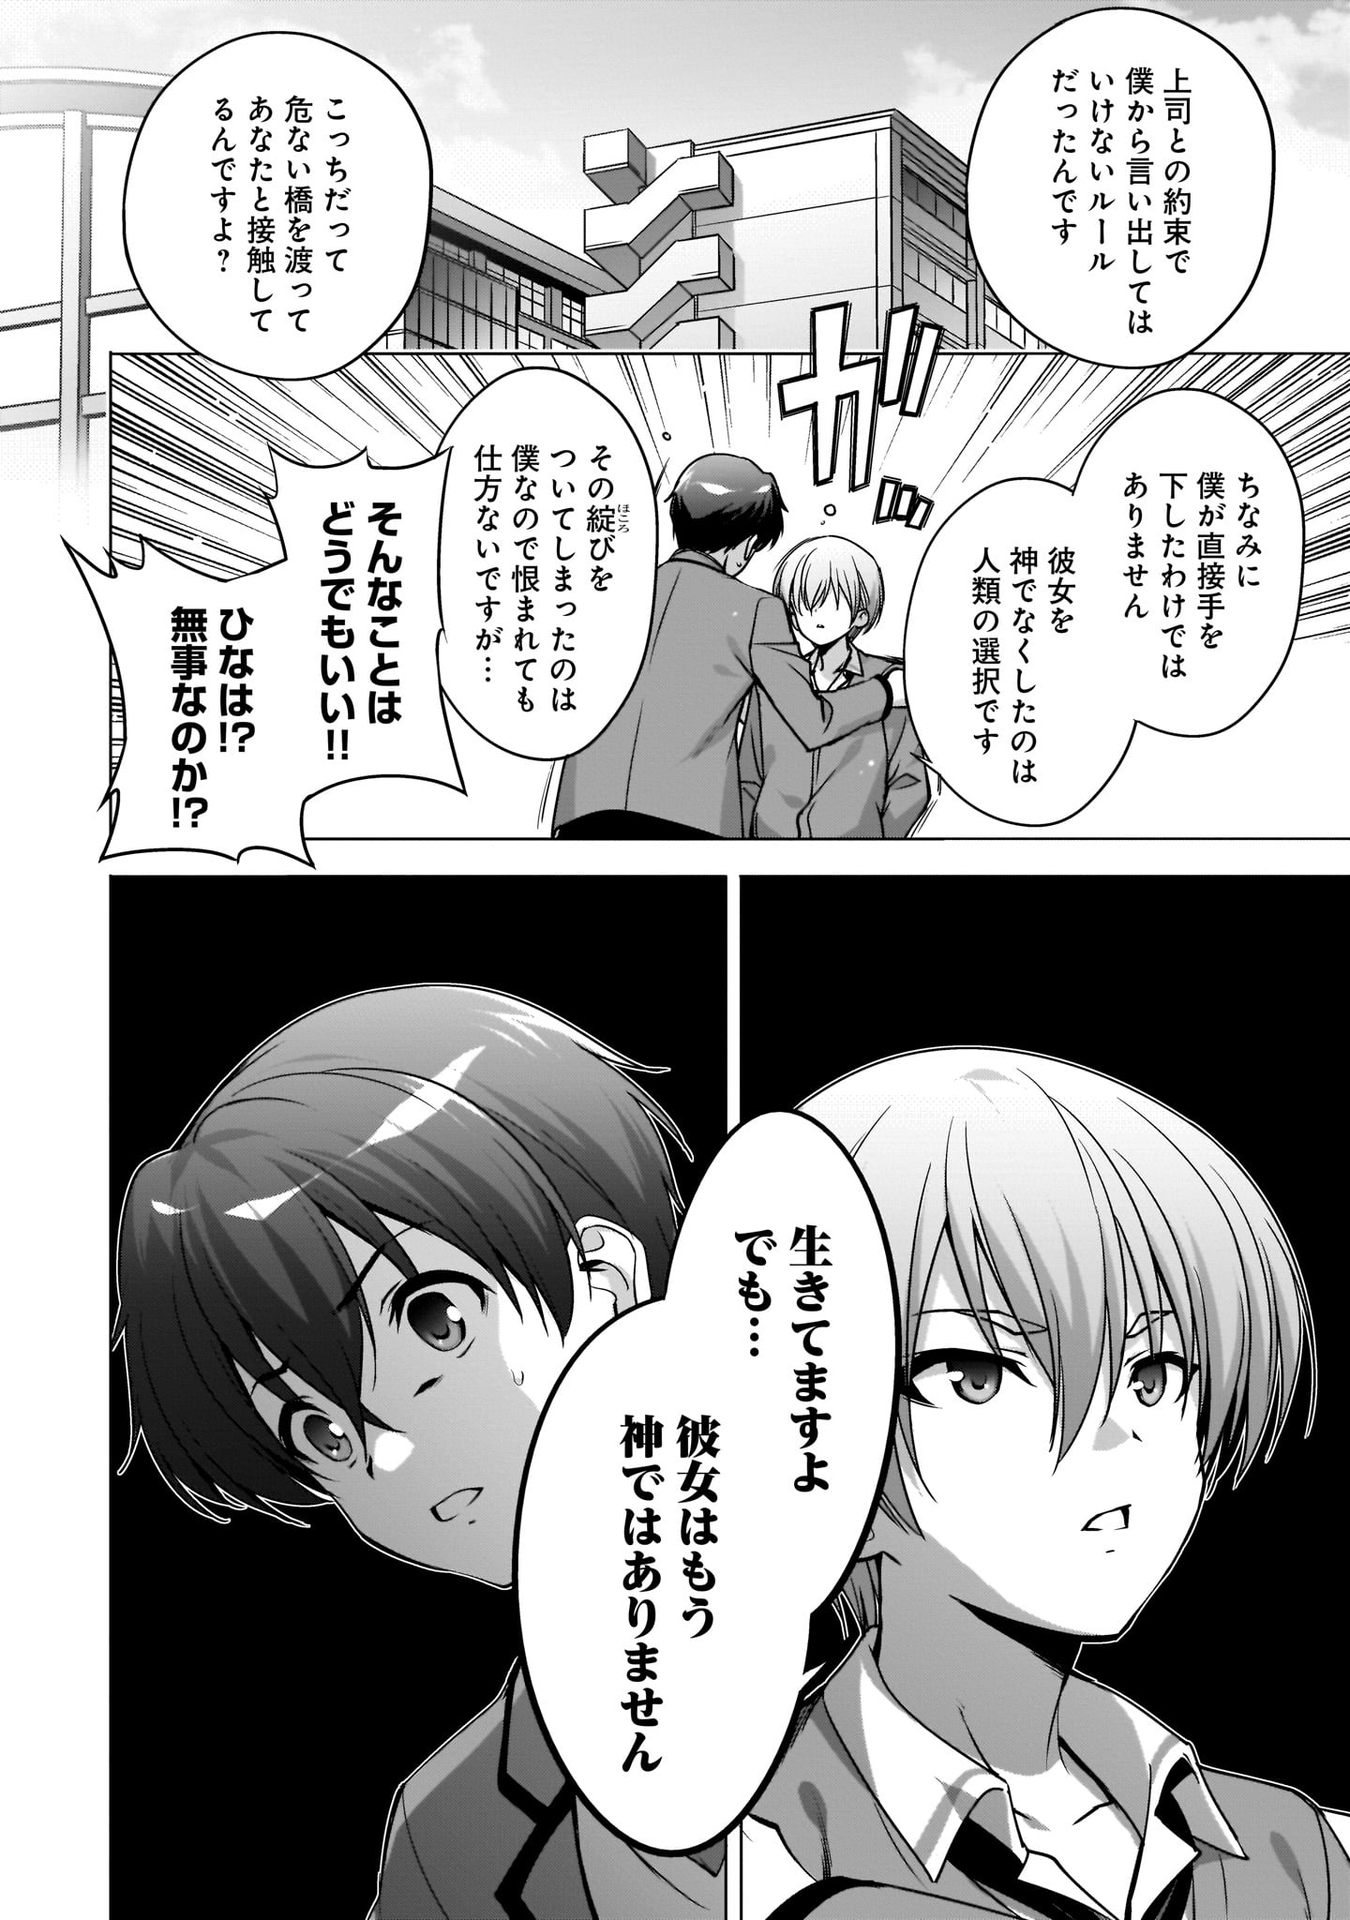 上司との約束で
僕から言い出しては
いけないルール
だったんです
こっちだって
危ない橋を渡って
あなたと接触して
るんですよ?
ちなみに
僕が直接手を
下したわけでは
ありません
彼女を
神でなくしたのは
人類の選択です
ガバッ
その綻びを
ほころ
ついてしまったのは
僕なので恨まれても
仕方ないですが…
そんなことは
どうでもいい!!
ひなは!?
無事なのか!?
生きてますよ
でも…
彼女はもう
神ではありません